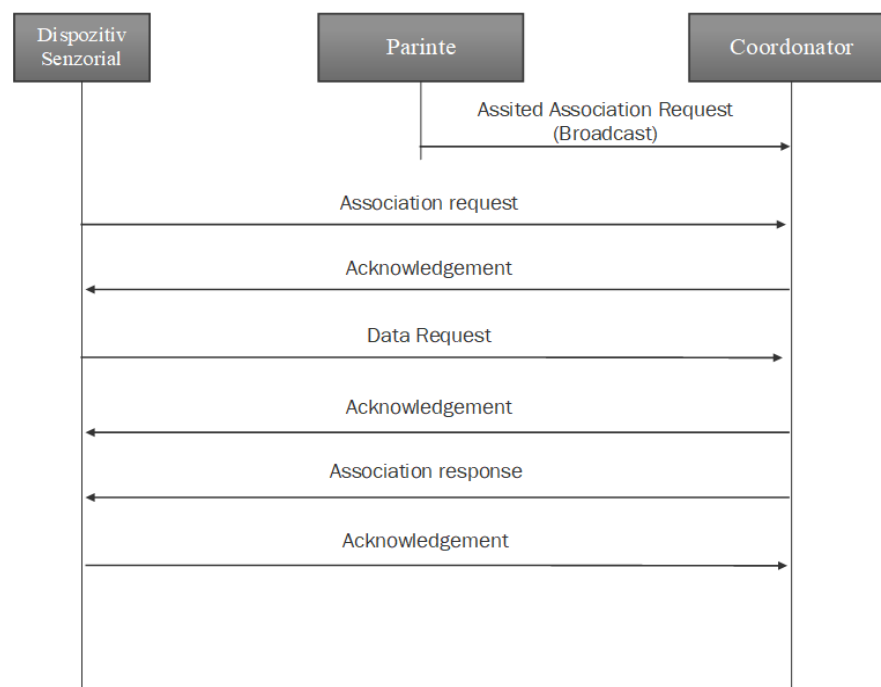 Dispozitiv
Senzorial
Parinte
Coordonator
Assited Association Request
(Broadcast)
Association request
Acknowledgement
Data Request
Acknowledgement
Association response
Acknowledgement